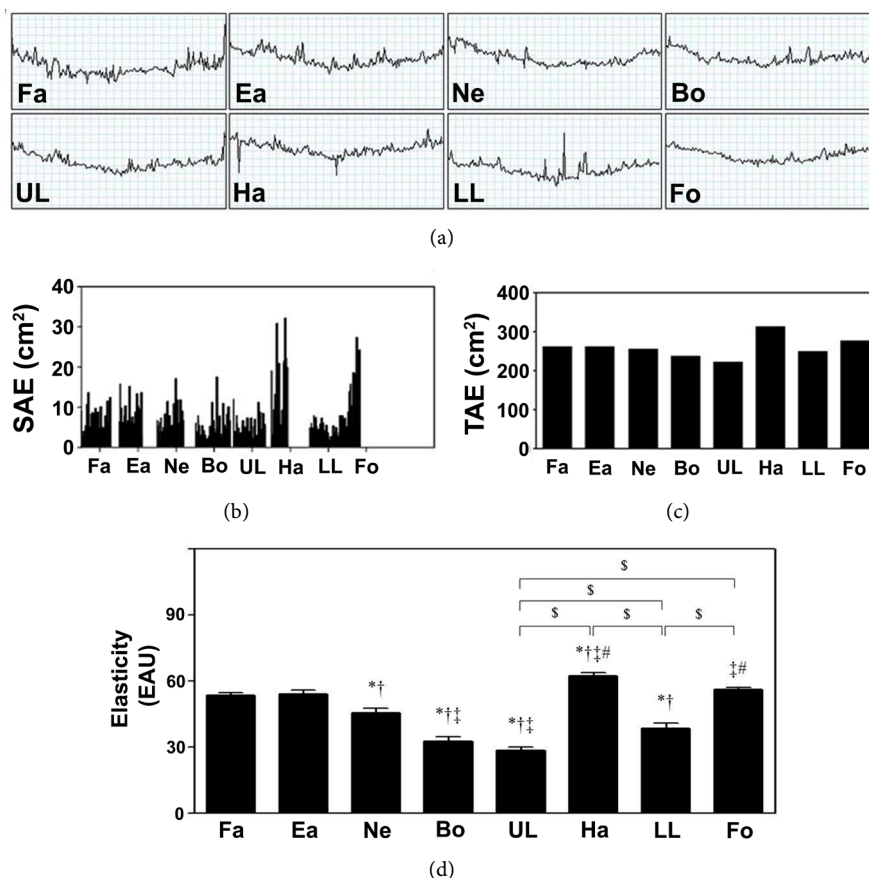 Fa
Ea
Ne
Bo
UL
Ha
LL
Fo
(a)
SAE (cm²)
40
30
20
10
0
Fa Ea Ne Bo UL Ha LL Fo
(b)
TAE (cm²)
400
300
200
100
0
Fa Ea Ne Bo UL Ha LL Fo
(c)
Elasticity
(EAU)
90
60
30
0
$
$
$ $ $
*†
*†‡
*†‡
*†‡#
*†
‡#
Fa Ea Ne Bo UL Ha LL Fo
(d)